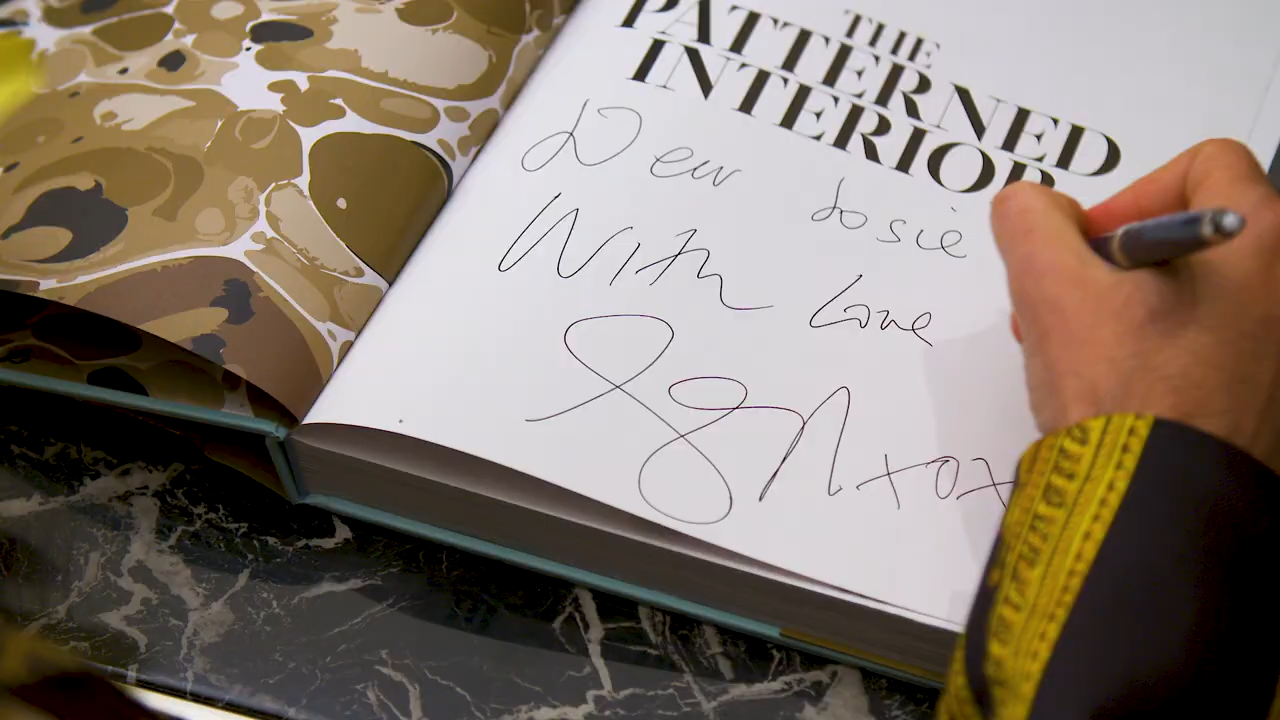 THE
PATTERNED
INTERIOR
Dear Josie
With Love
xox